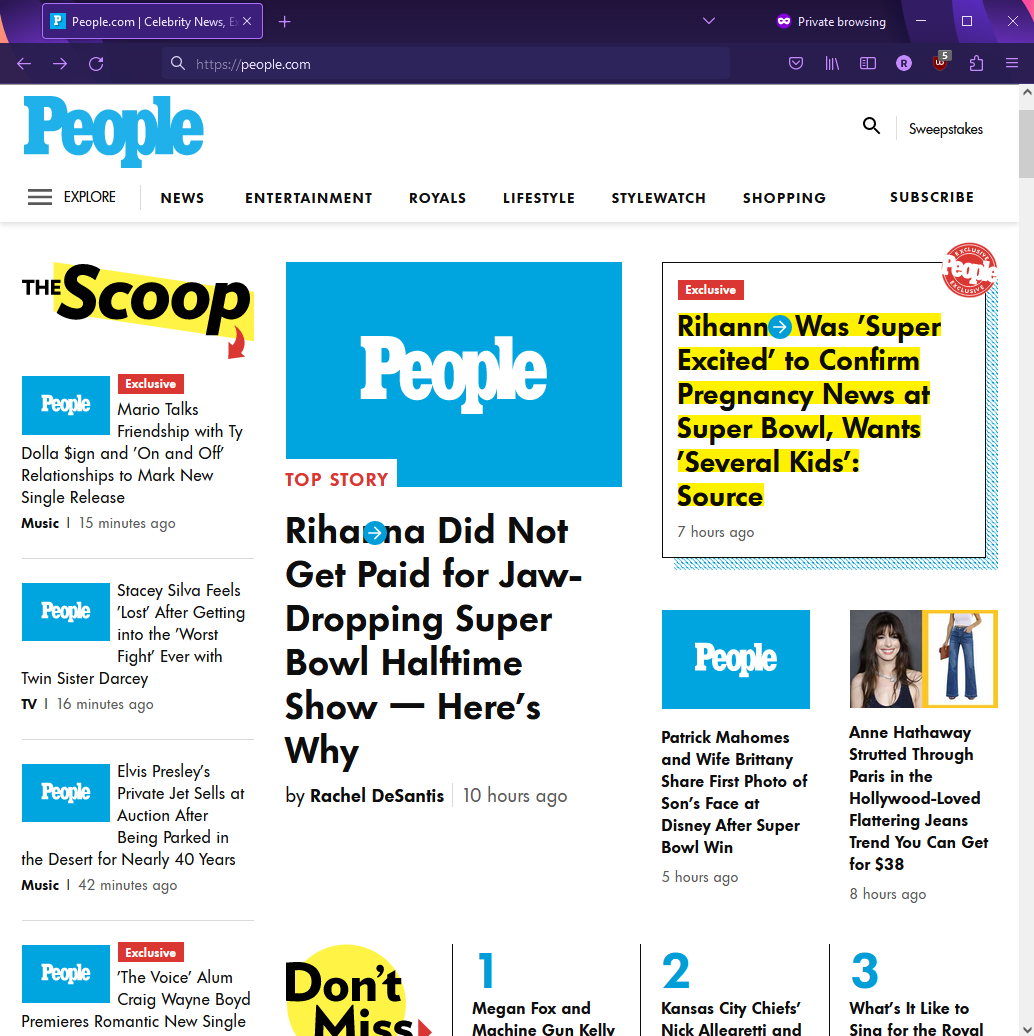 People.com | Celebrity News, E
Private browsing
https://people.com
5
R
People
Sweepstakes
EXPLORE
NEWS
ENTERTAINMENT
ROYALS
LIFESTYLE
STYLEWATCH
SHOPPING
SUBSCRIBE
THE Scoop
People
Exclusive
Mario Talks
Friendship with Ty
Dolla $ign and 'On and Off'
Relationships to Mark New
Single Release
Music | 15 minutes ago
People
Stacey Silva Feels
'Lost' After Getting
into the 'Worst
Fight' Ever with
Twin Sister Darcey
TV | 16 minutes ago
People
Elvis Presley's
Private Jet Sells at
Auction After
Being Parked in
the Desert for Nearly 40 Years
Music | 42 minutes ago
People
Exclusive
'The Voice' Alum
Craig Wayne Boyd
Premieres Romantic New Single
People
TOP STORY
Rihanna Did Not
Get Paid for Jaw-
Dropping Super
Bowl Halftime
Show — Here's
Why
by Rachel DeSantis
10 hours ago
EXCLUSIVE
People
EXCLUSIVE
Exclusive
Rihann Was 'Super
Excited' to Confirm
Pregnancy News at
Super Bowl, Wants
'Several Kids':
Source
7 hours ago
People
Patrick Mahomes
and Wife Brittany
Share First Photo of
Son's Face at
Disney After Super
Bowl Win
5 hours ago
Anne Hathaway
Strutted Through
Paris in the
Hollywood-Loved
Flattering Jeans
Trend You Can Get
for $38
8 hours ago
Don't
Miss
1
Megan Fox and
Machine Gun Kelly
2
Kansas City Chiefs'
Nick Allegretti and
3
What's It Like to
Sing for the Royal